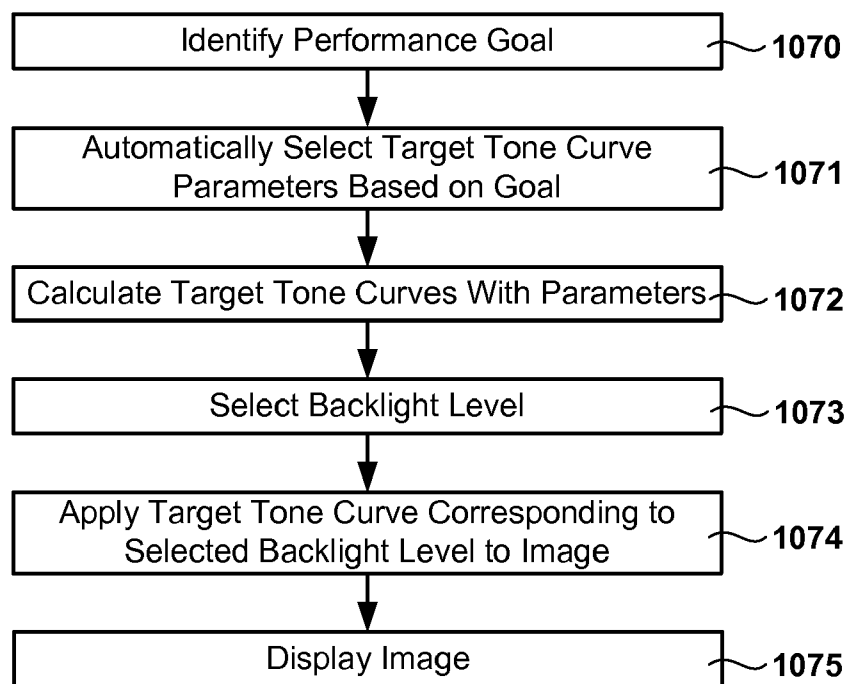 Identify Performance Goal
1070
Automatically Select Target Tone Curve
Parameters Based on Goal
1071
Calculate Target Tone Curves With Parameters
1072
Select Backlight Level
1073
Apply Target Tone Curve Corresponding to
Selected Backlight Level to Image
1074
Display Image
1075